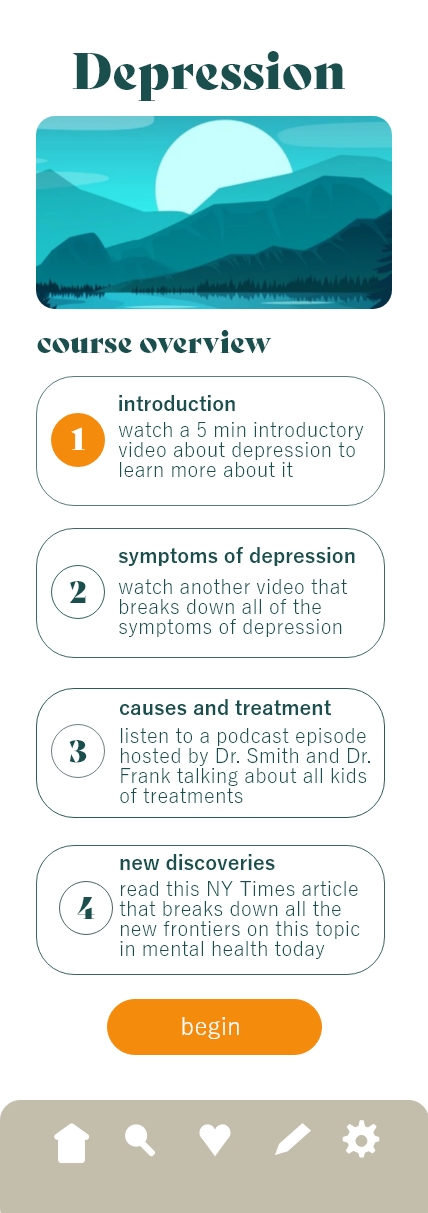 Depression
course overview
1
introduction
watch a 5 min introductory
video about depression to
learn more about it
2
symptoms of depression
watch another video that
breaks down all of the
symptoms of depression
3
causes and treatment
listen to a podcast episode
hosted by Dr. Smith and Dr.
Frank talking about all kids
of treatments
4
new discoveries
read this NY Times article
that breaks down all the
new frontiers on this topic
in mental health today
begin